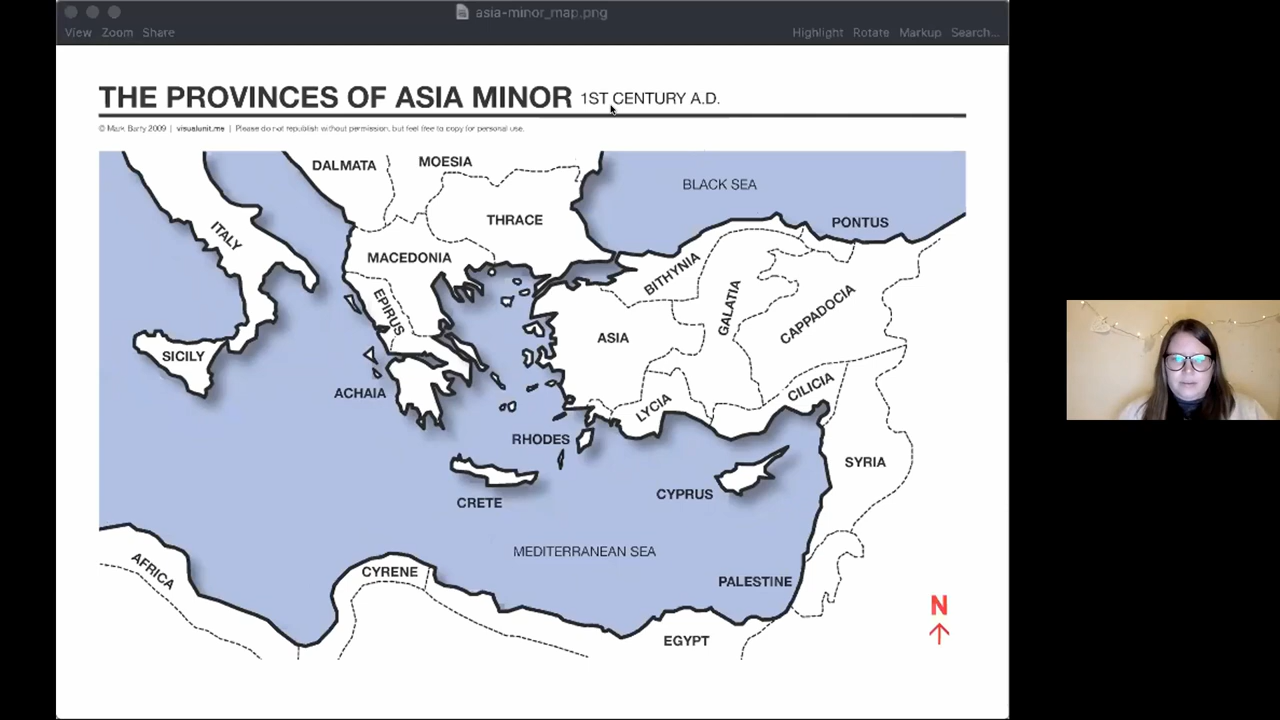 asia-minor_map.png
View Zoom Share
Highlight Rotate Markup Search...
THE PROVINCES OF ASIA MINOR 1ST CENTURY A.D.
© Mark Barry 2009 | visualunit.me | Please do not republish without permission, but feel free to copy for personal use.
DALMATA
MOESIA
BLACK SEA
THRACE
PONTUS
ITALY
MACEDONIA
BITHYNIA
EPIRUS
GALATIA
CAPPADOCIA
ASIA
SICILY
ACHAIA
LYCIA
CILICIA
RHODES
SYRIA
CRETE
CYPRUS
MEDITERRANEAN SEA
AFRICA
CYRENE
PALESTINE
EGYPT
N